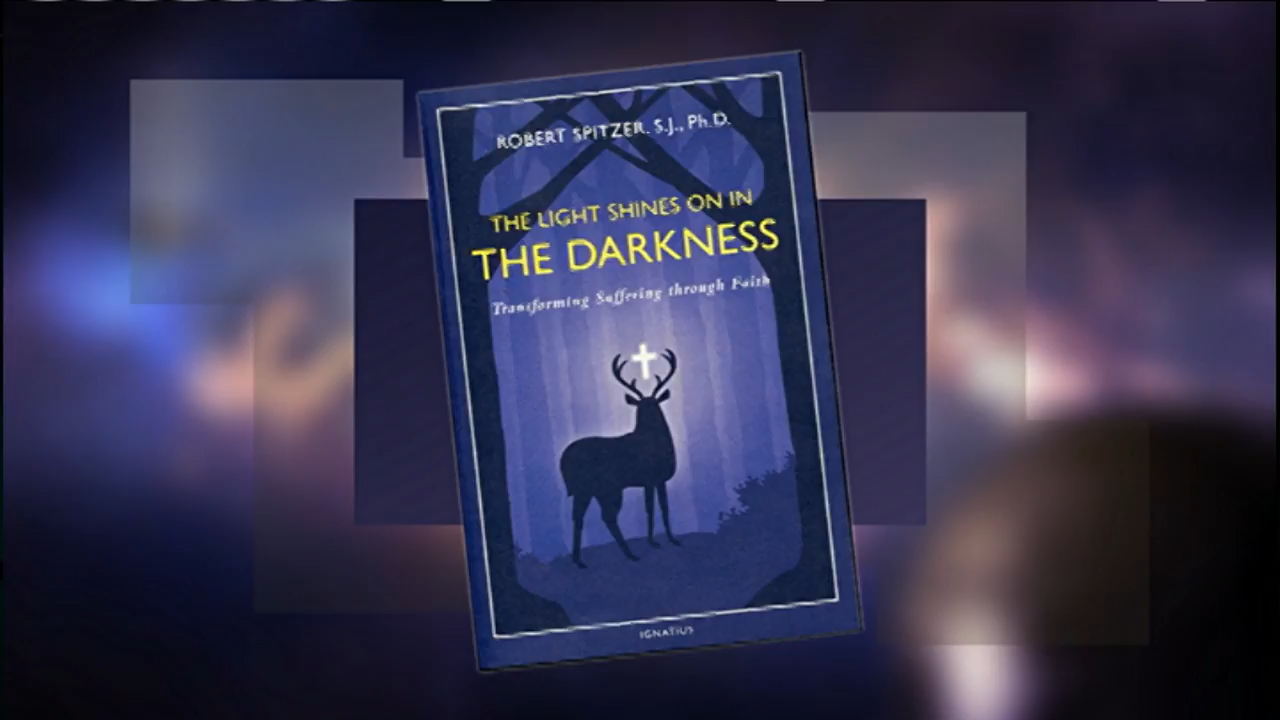 ROBERT SPITZER, S.J., Ph.D.
THE LIGHT SHINES ON IN
THE DARKNESS
Transforming Suffering through Faith
IGNATIUS